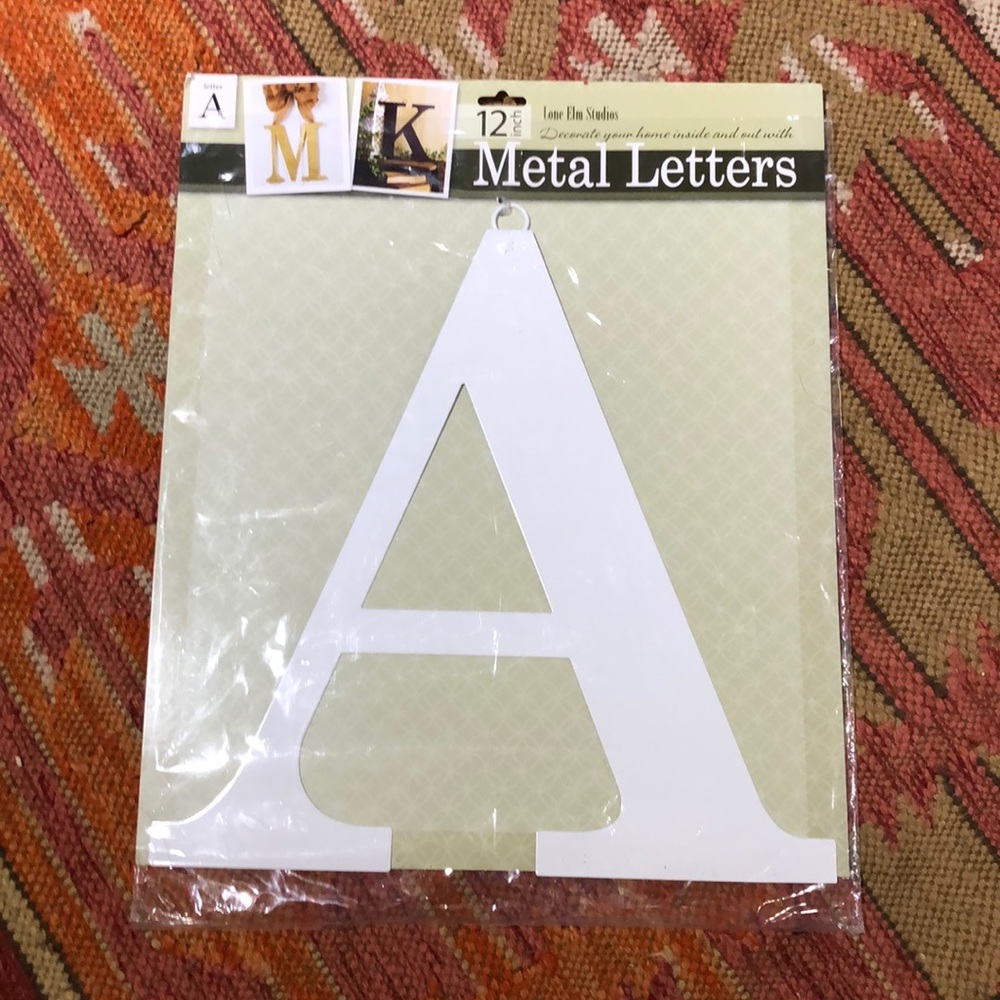 letter
A
M
K
12 inch
Lone Elm Studios
Decorate your home inside and out with
Metal Letters
A